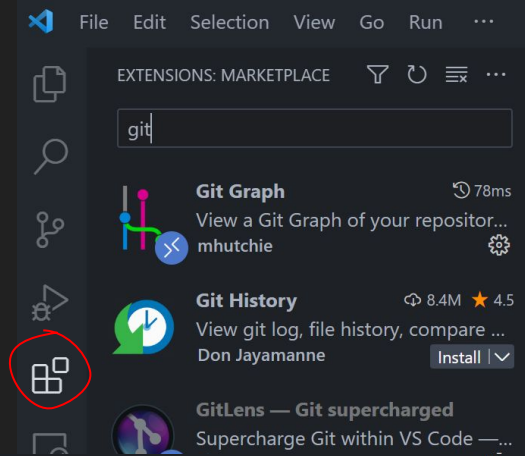 File Edit Selection View Go Run ...
EXTENSIONS: MARKETPLACE
git
Git Graph 78ms
View a Git Graph of your repositor...
mhutchie
Git History 8.4M 4.5
View git log, file history, compare ...
Don Jayamanne Install
GitLens — Git supercharged
Supercharge Git within VS Code —...